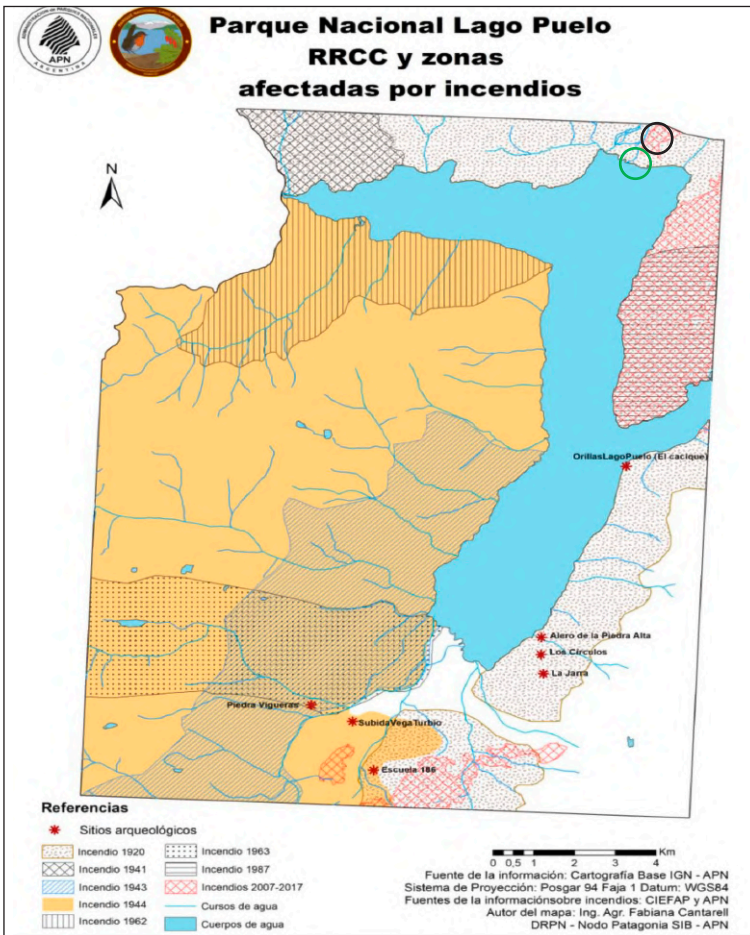 Parque Nacional Lago Puelo
RRCC y zonas
afectadas por incendios
APN
ARGENTINA
N
OrillasLagoPuelo (El cacique)
Alero de la Piedra Alta
Los Círculos
La Jarra
Piedra Vigueras
SubidaVegaTurbio
Escuela 186
Referencias
Sitios arqueológicos
Incendio 1920
Incendio 1941
Incendio 1943
Incendio 1944
Incendio 1962
Incendio 1963
Incendio 1987
Incendios 2007-2017
Cursos de agua
Cuerpos de agua
0 0,5 1 2 3 4 Km
Fuente de la información: Cartografía Base IGN - APN
Sistema de Proyección: Posgar 94 Faja 1 Datum: WGS84
Fuentes de la informaciónsobre incendios: CIEFAP y APN
Autor del mapa: Ing. Agr. Fabiana Cantarell
DRPN - Nodo Patagonia SIB - APN